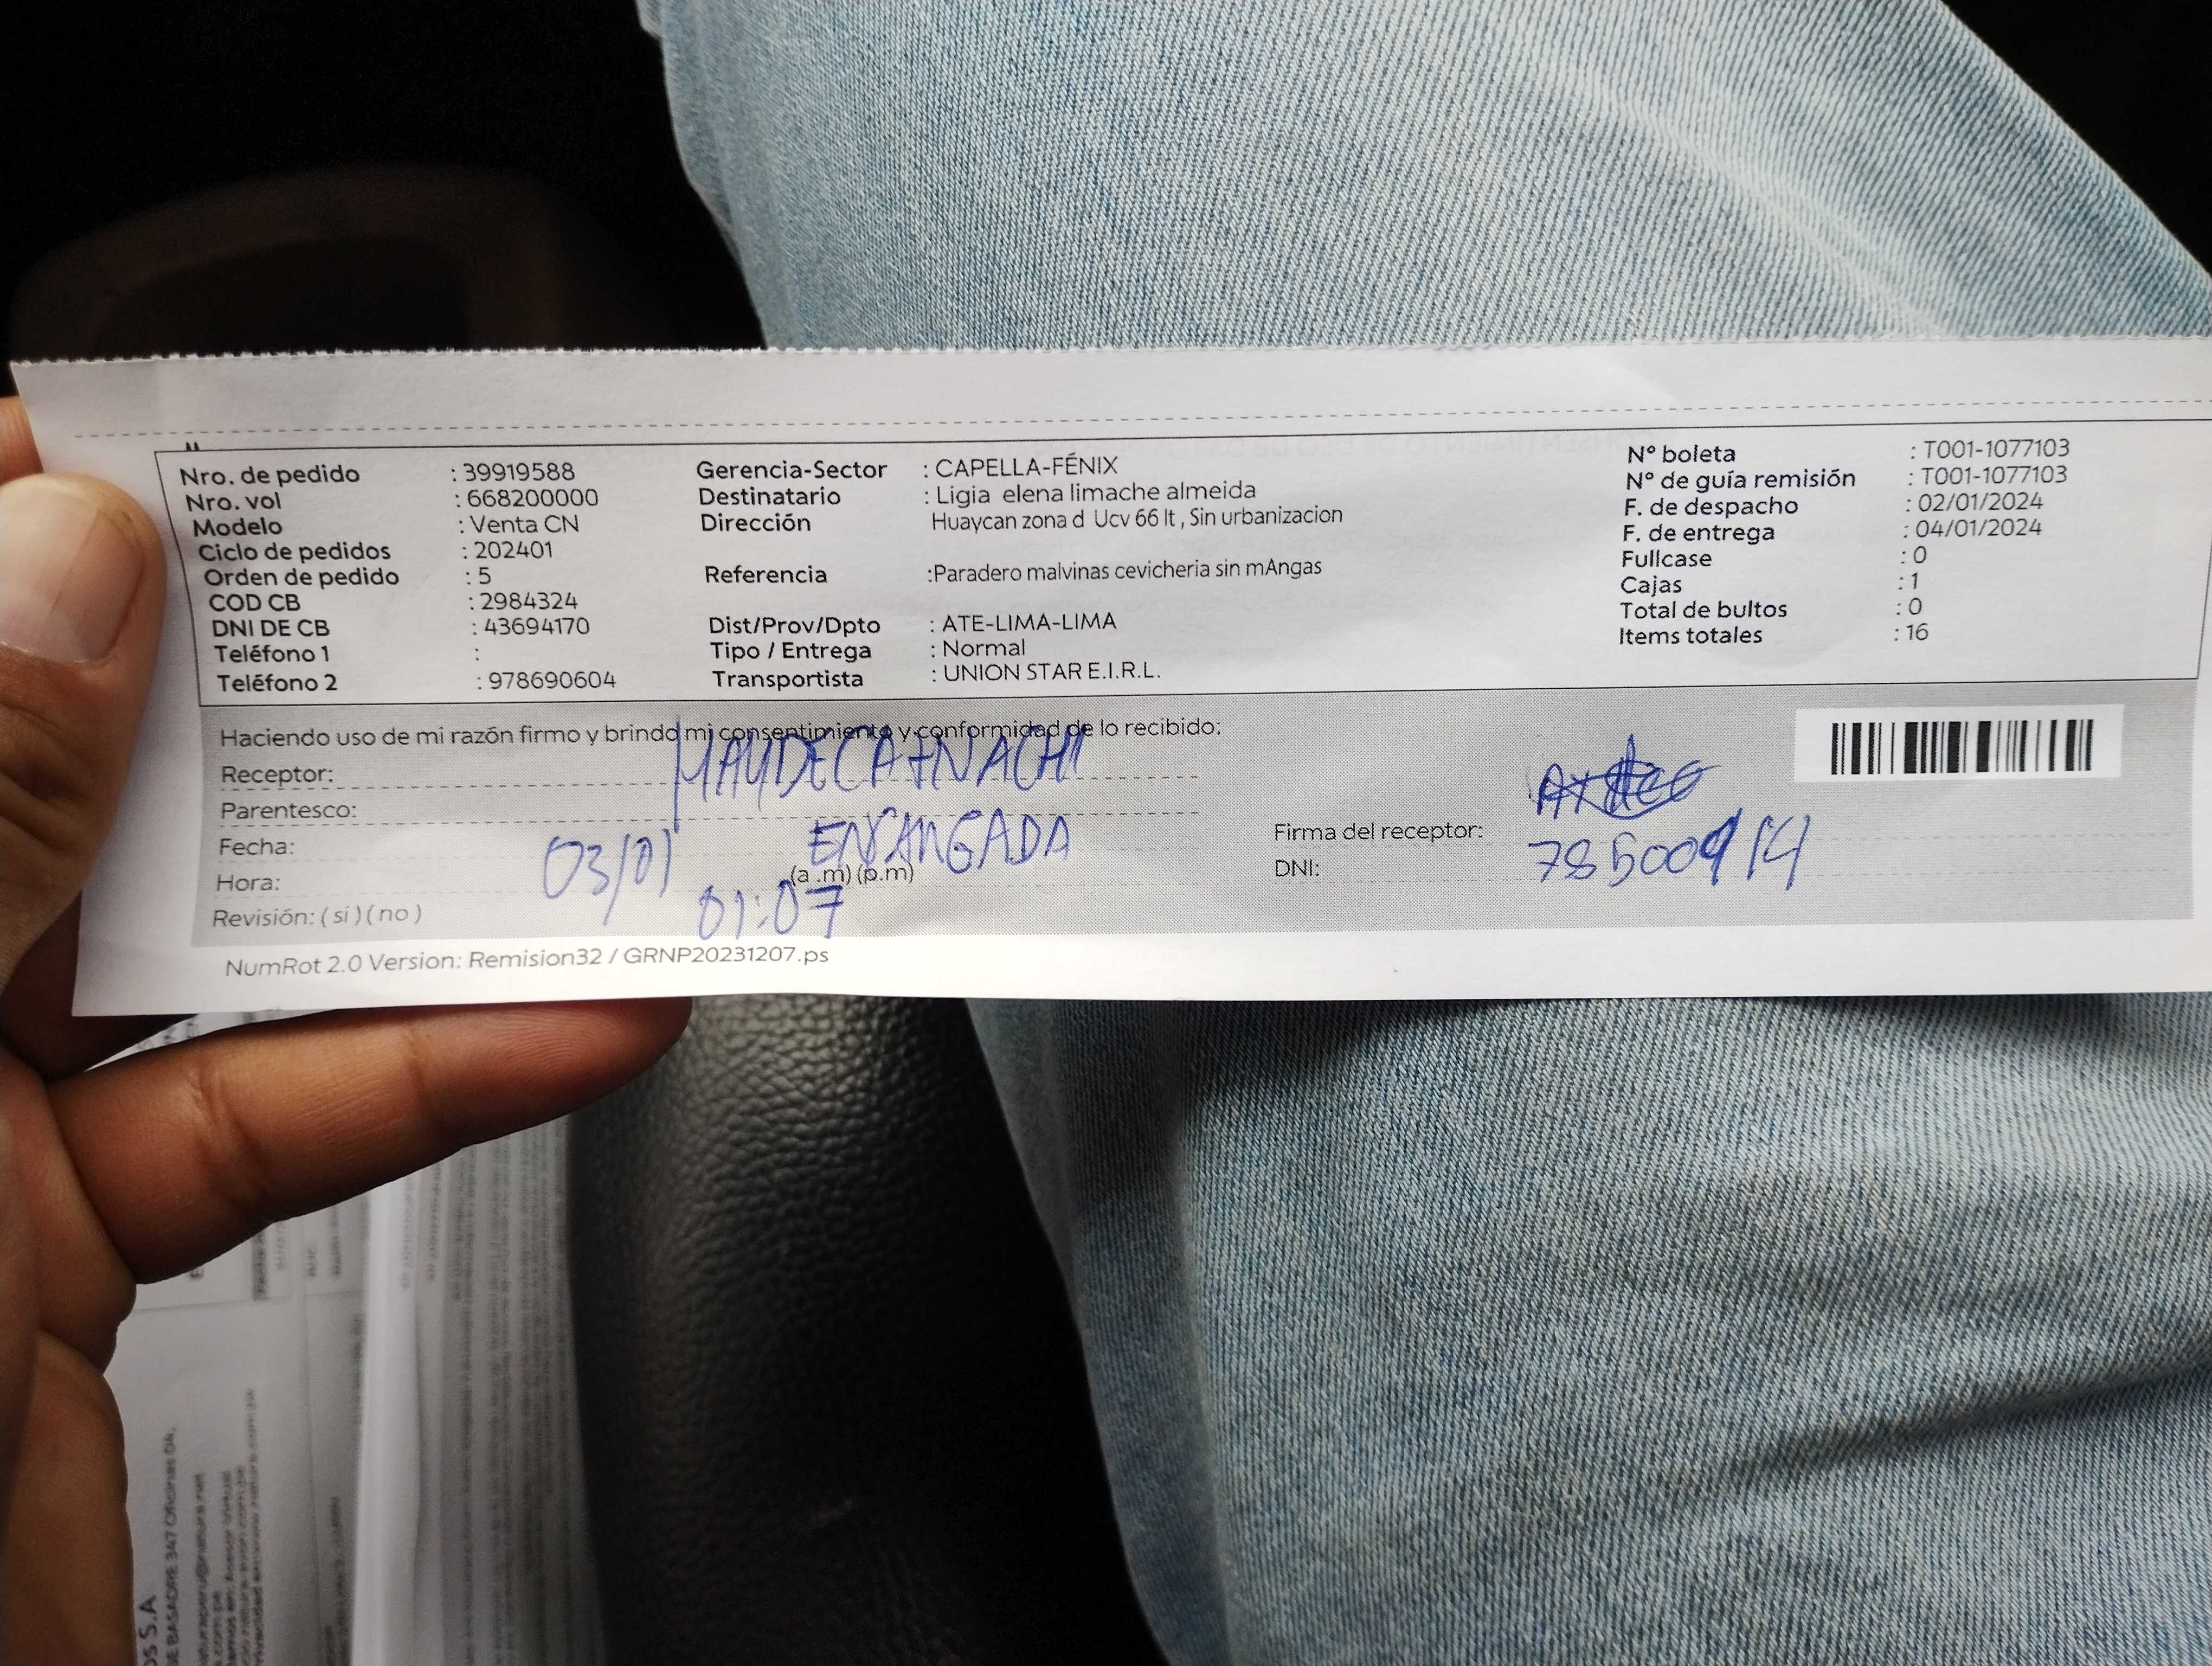 Nro. de pedido : 39919588
Nro. vol : 668200000
Modelo : Venta CN
Ciclo de pedidos : 202401
Orden de pedido : 5
COD CB : 2984324
DNI DE CB : 43694170
Teléfono 1 :
Teléfono 2 : 978690604
Gerencia-Sector : CAPELLA-FÉNIX
Destinatario : Ligia elena limache almeida
Dirección Huaycan zona d Ucv 66 lt , Sin urbanizacion
Referencia :Paradero malvinas cevicheria sin mAngas
Dist/Prov/Dpto : ATE-LIMA-LIMA
Tipo / Entrega : Normal
Transportista : UNION STAR E.I.R.L.
N° boleta : T001-1077103
N° de guía remisión : T001-1077103
F. de despacho : 02/01/2024
F. de entrega : 04/01/2024
Fullcase : 0
Cajas : 1
Total de bultos : 0
Items totales : 16
Haciendo uso de mi razón firmo y brindo mi consentimiento y conformidad de lo recibido:
Receptor:
Parentesco:
Fecha: 03/01
Hora: (a .m) (p.m) 01:07
Revisión: ( si ) ( no )
Firma del receptor:
DNI:
NumRot 2.0 Version: Remision32 / GRNP20231207.ps